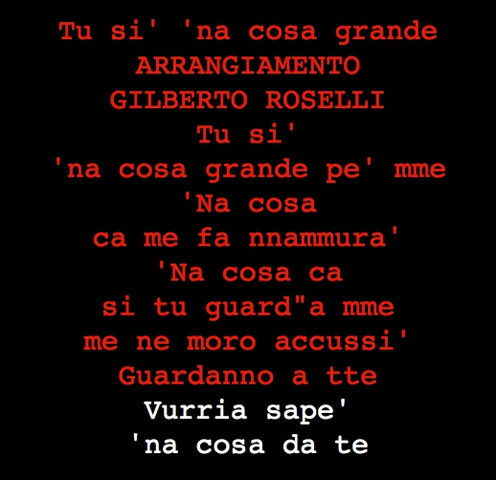 Tu si' 'na cosa grande
ARRANGIAMENTO
GILBERTO ROSELLI
Tu si'
'na cosa grande pe' mme
'Na cosa
ca me fa nnammura'
'Na cosa ca
si tu guard"a mme
me ne moro accussi'
Guardanno a tte
Vurria sape'
'na cosa da te